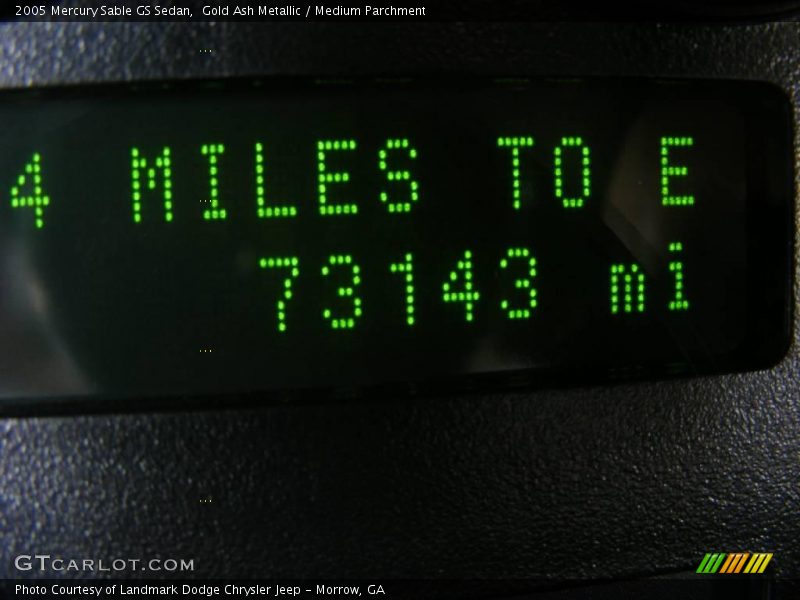 2005 Mercury Sable GS Sedan,  Gold Ash Metallic / Medium Parchment
4 MILES TO E
73143 mi
GTCARLOT.COM
Photo Courtesy of Landmark Dodge Chrysler Jeep - Morrow, GA